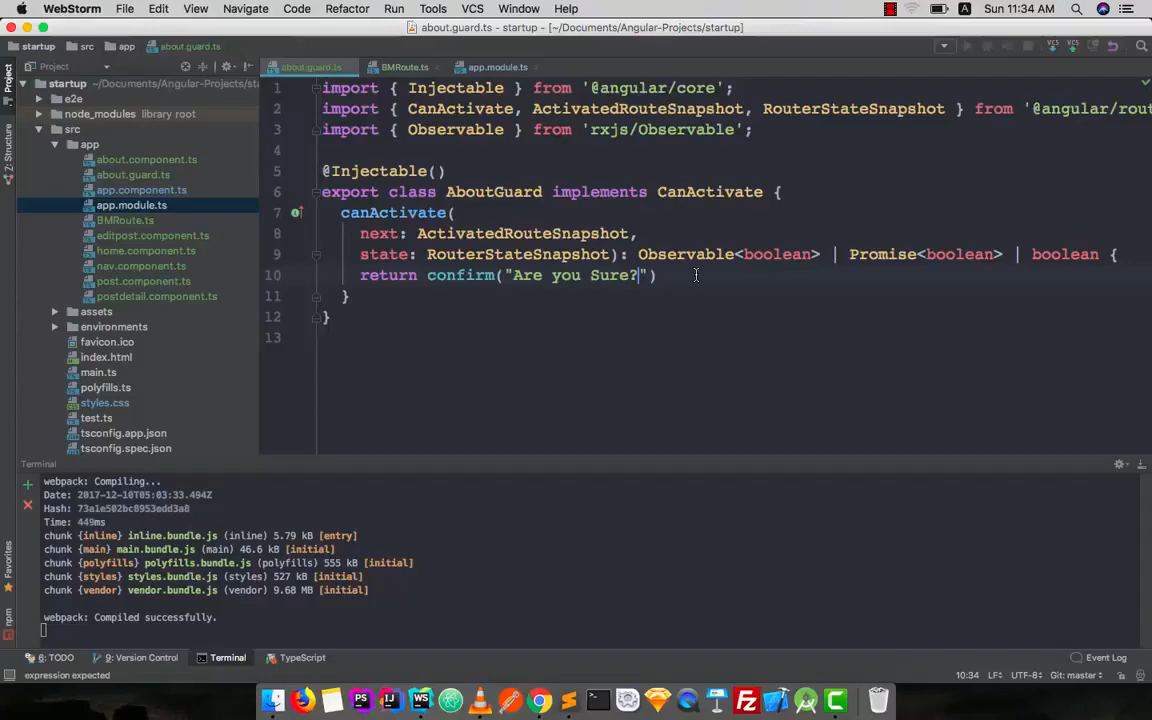 WebStorm File Edit View Navigate Code Refactor Run Tools VCS Window Help A Sun 11:34 AM
about.guard.ts - startup - [~/Documents/Angular-Projects/startup]
startup src app about.guard.ts
Project about.guard.ts BMRoute.ts app.module.ts
startup ~/Documents/Angular-Projects/sta
e2e
node_modules library root
src
app
about.component.ts
about.guard.ts
app.component.ts
app.module.ts
BMRoute.ts
editpost.component.ts
home.component.ts
nav.component.ts
post.component.ts
postdetail.component.ts
assets
environments
favicon.ico
index.html
main.ts
polyfills.ts
styles.css
test.ts
tsconfig.app.json
tsconfig.spec.json
Project
Z: Structure
Favorites
npm
1 import { Injectable } from '@angular/core';
2 import { CanActivate, ActivatedRouteSnapshot, RouterStateSnapshot } from '@angular/rout
3 import { Observable } from 'rxjs/Observable';
4
5 @Injectable()
6 export class AboutGuard implements CanActivate {
7 canActivate(
8 next: ActivatedRouteSnapshot,
9 state: RouterStateSnapshot): Observable<boolean> | Promise<boolean> | boolean {
10 return confirm("Are you Sure?")
11 }
12 }
13
Terminal
webpack: Compiling...
Date: 2017-12-10T05:03:33.494Z
Hash: 73a1e502bc8953edd3a8
Time: 449ms
chunk {inline} inline.bundle.js (inline) 5.79 kB [entry]
chunk {main} main.bundle.js (main) 46.6 kB [initial]
chunk {polyfills} polyfills.bundle.js (polyfills) 555 kB [initial]
chunk {styles} styles.bundle.js (styles) 527 kB [initial]
chunk {vendor} vendor.bundle.js (vendor) 9.68 MB [initial]
webpack: Compiled successfully.
6: TODO 9: Version Control Terminal TypeScript Event Log
expression expected 10:34 LF÷ UTF-8÷ Git: master÷
PS IJ WS FZ C